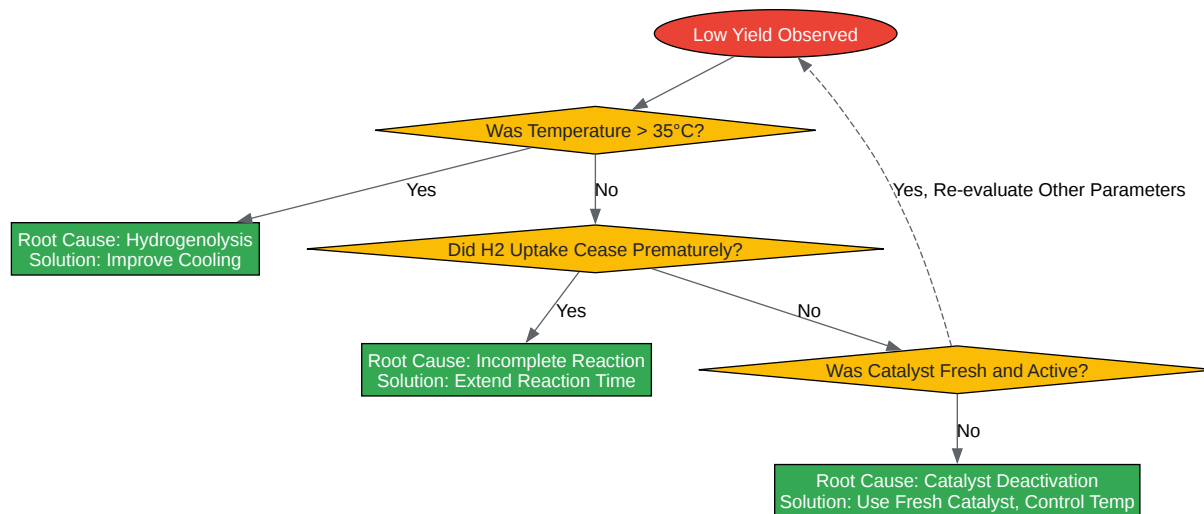 Low Yield Observed
Was Temperature > 35°C?
Yes
No
Yes, Re-evaluate Other Parameters
Root Cause: Hydrogenolysis
Solution: Improve Cooling
Did H2 Uptake Cease Prematurely?
Yes
No
Root Cause: Incomplete Reaction
Solution: Extend Reaction Time
Was Catalyst Fresh and Active?
No
Root Cause: Catalyst Deactivation
Solution: Use Fresh Catalyst, Control Temp